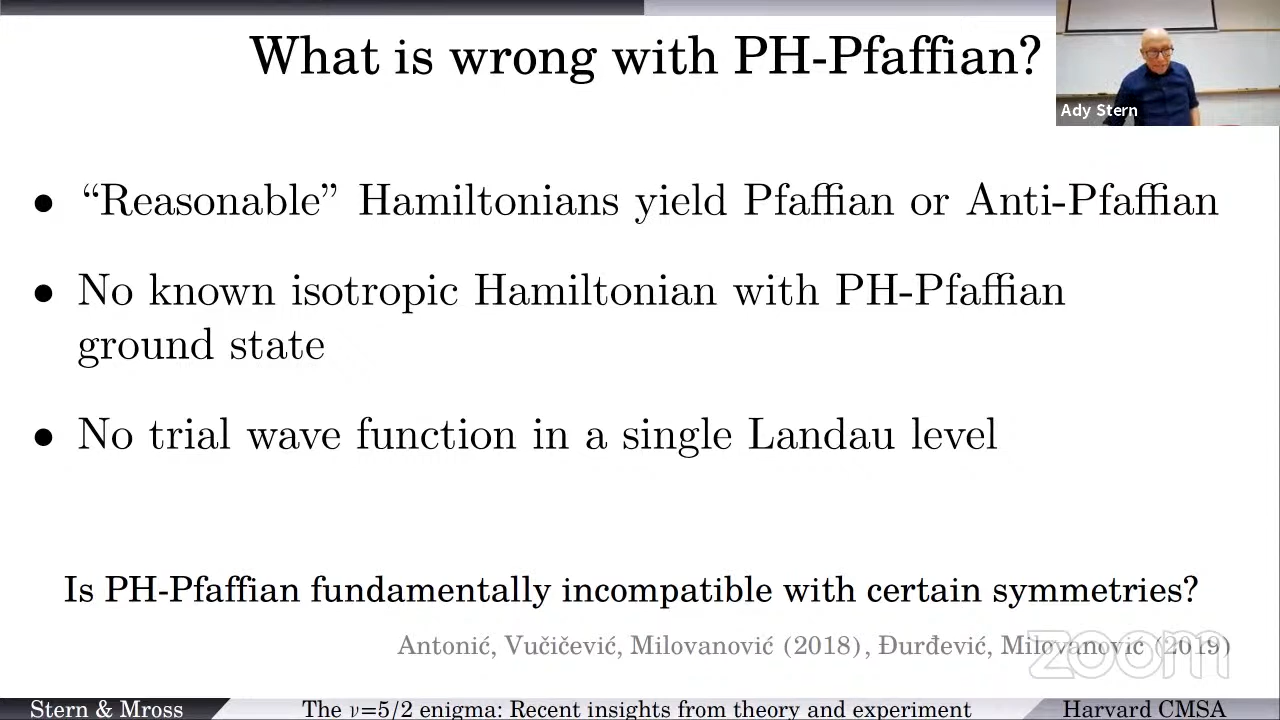 What is wrong with PH-Pfaffian?
Ady Stern
• “Reasonable” Hamiltonians yield Pfaffian or Anti-Pfaffian
• No known isotropic Hamiltonian with PH-Pfaffian
ground state
• No trial wave function in a single Landau level
Is PH-Pfaffian fundamentally incompatible with certain symmetries?
Antonić, Vučičević, Milovanović (2018), Đurđević, Milovanović (2019)
zoom
Stern & Mross
The ν=5/2 enigma: Recent insights from theory and experiment
Harvard CMSA